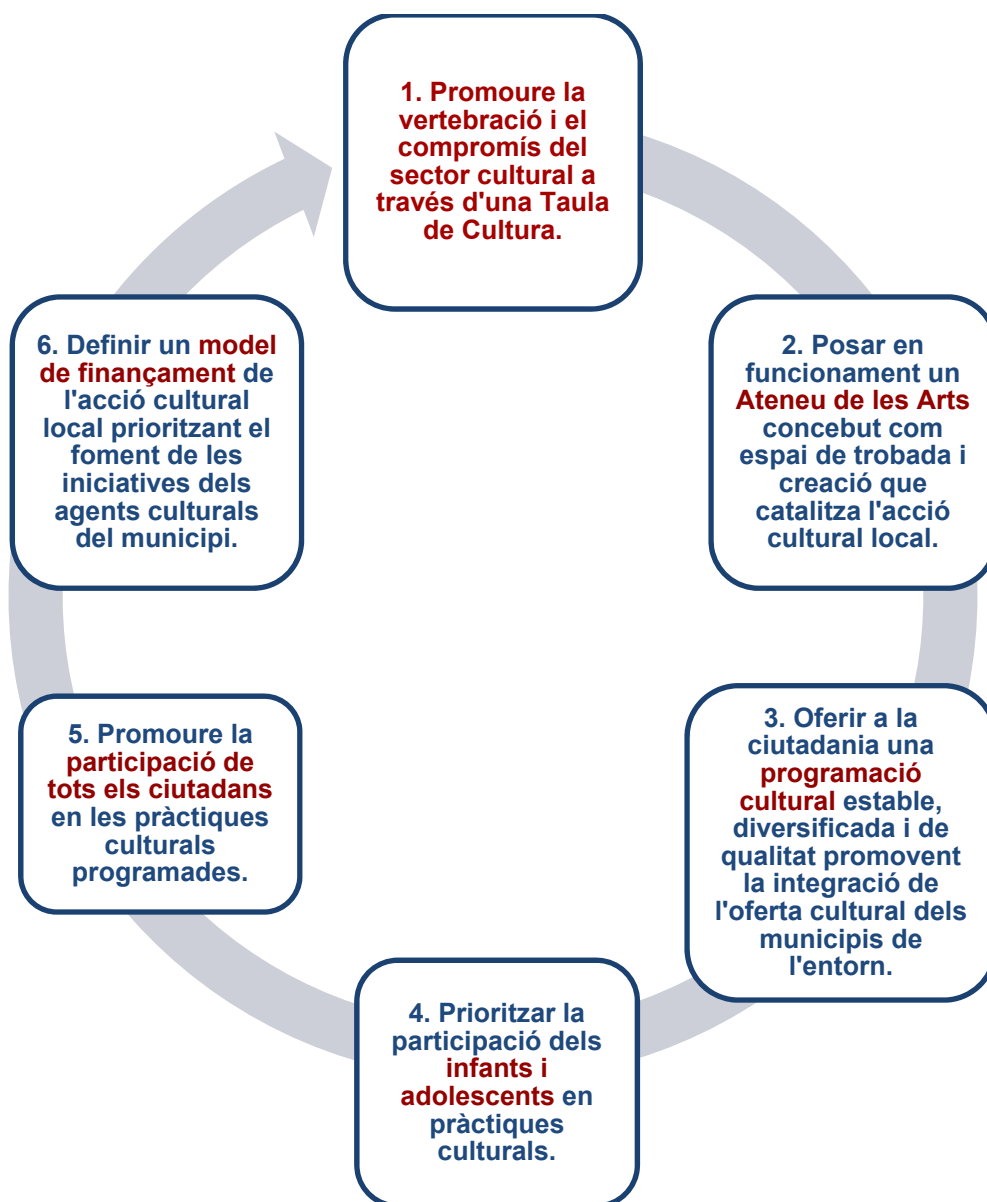 1. Promoure la
vertebració i el
compromís del
sector cultural a
través d'una Taula
de Cultura.
2. Posar en
funcionament un
Ateneu de les Arts
concebut com
espai de trobada i
creació que
catalitza l'acció
cultural local.
3. Oferir a la
ciutadania una
programació
cultural estable,
diversificada i de
qualitat promovent
la integració de
l'oferta cultural dels
municipis de
l'entorn.
4. Prioritzar la
participació dels
infants i
adolescents en
pràctiques
culturals.
5. Promoure la
participació de
tots els ciutadans
en les pràctiques
culturals
programades.
6. Definir un model
de finançament de
l'acció cultural
local prioritzant el
foment de les
iniciatives dels
agents culturals
del municipi.